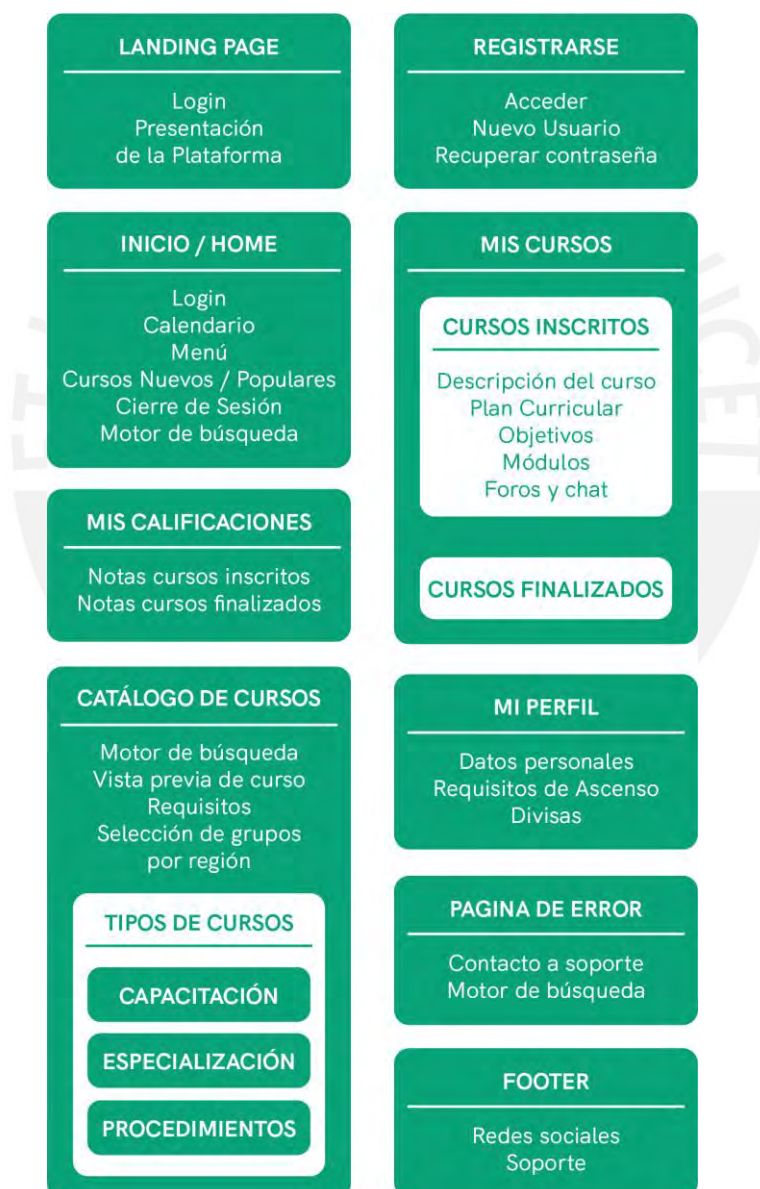 LANDING PAGE
Login
Presentación
de la Plataforma
REGISTRARSE
Acceder
Nuevo Usuario
Recuperar contraseña
INICIO / HOME
Login
Calendario
Menú
Cursos Nuevos / Populares
Cierre de Sesión
Motor de búsqueda
MIS CURSOS
CURSOS INSCRITOS
Descripción del curso
Plan Curricular
Objetivos
Módulos
Foros y chat
CURSOS FINALIZADOS
MIS CALIFICACIONES
Notas cursos inscritos
Notas cursos finalizados
CATÁLOGO DE CURSOS
Motor de búsqueda
Vista previa de curso
Requisitos
Selección de grupos
por región
TIPOS DE CURSOS
CAPACITACIÓN
ESPECIALIZACIÓN
PROCEDIMIENTOS
MI PERFIL
Datos personales
Requisitos de Ascenso
Divisas
PAGINA DE ERROR
Contacto a soporte
Motor de búsqueda
FOOTER
Redes sociales
Soporte